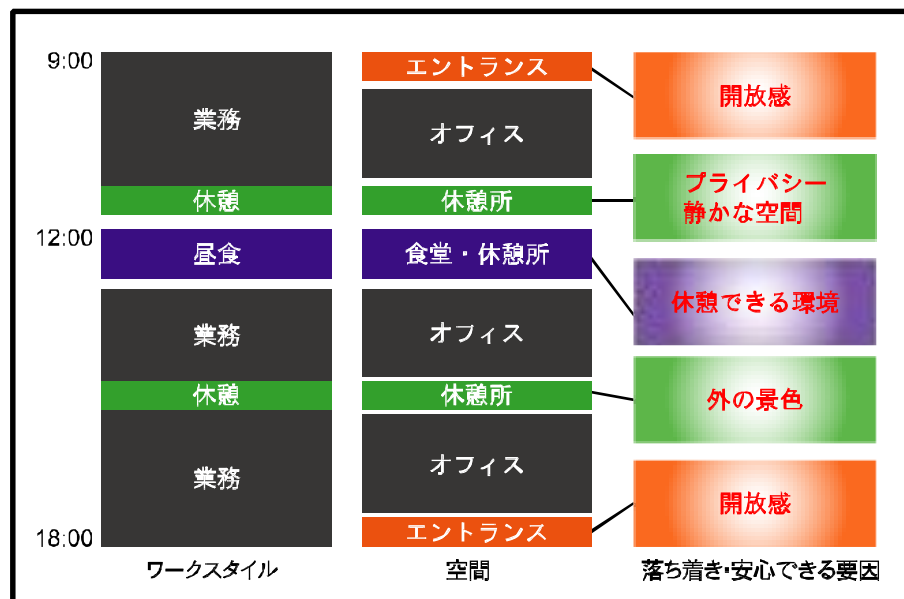 9:00
業務
休憩
12:00
昼食
業務
休憩
業務
18:00
ワークスタイル
エントランス
オフィス
休憩所
食堂・休憩所
オフィス
休憩所
オフィス
エントランス
空間
開放感
プライバシー
静かな空間
休憩できる環境
外の景色
開放感
落ち着き・安心できる要因